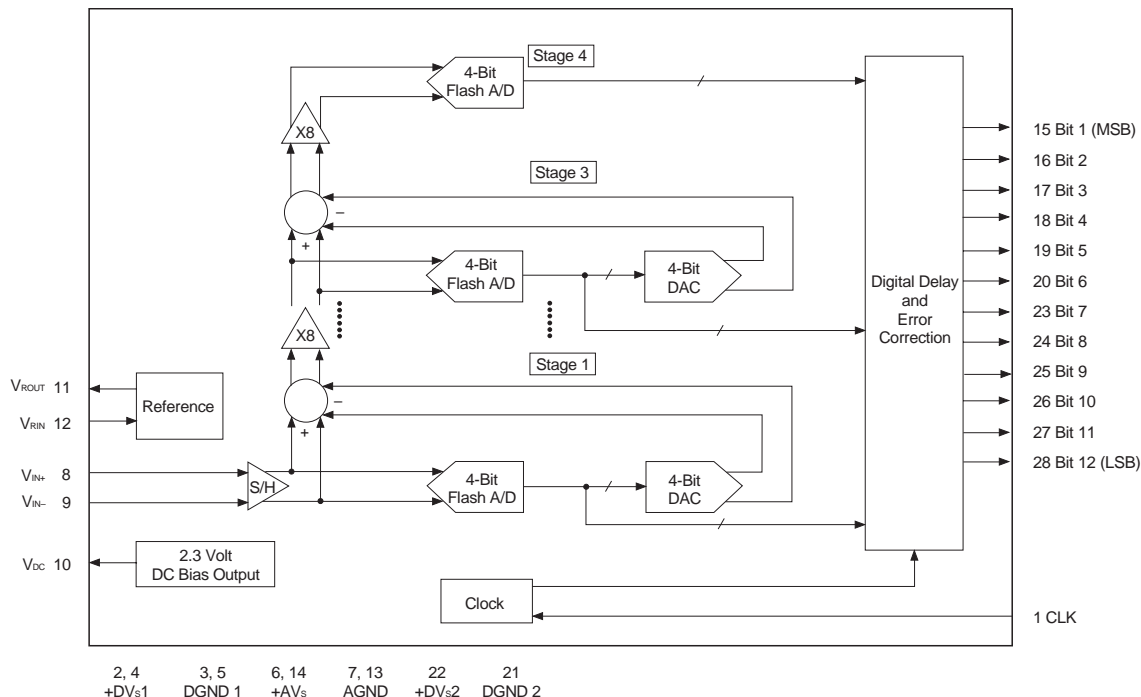 Stage 4
4-Bit
Flash A/D
X8
Stage 3
–
+
4-Bit
Flash A/D
4-Bit
DAC
X8
Stage 1
–
+
4-Bit
Flash A/D
4-Bit
DAC
S/H
Digital Delay
and
Error
Correction
VROUT 11
VRIN 12
Reference
VIN+ 8
VIN– 9
VDC 10
2.3 Volt
DC Bias Output
Clock
15 Bit 1 (MSB)
16 Bit 2
17 Bit 3
18 Bit 4
19 Bit 5
20 Bit 6
23 Bit 7
24 Bit 8
25 Bit 9
26 Bit 10
27 Bit 11
28 Bit 12 (LSB)
1 CLK
2, 4
+DVS1
3, 5
DGND 1
6, 14
+AVS
7, 13
AGND
22
+DVS2
21
DGND 2